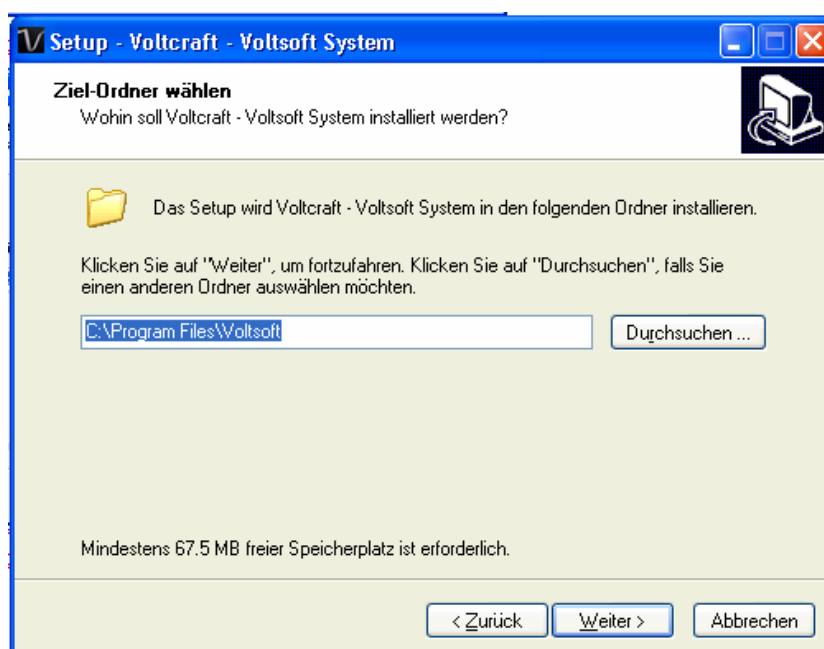 Setup - Voltcraft - Voltsoft System
Ziel-Ordner wählen
Wohin soll Voltcraft - Voltsoft System installiert werden?
Das Setup wird Voltcraft - Voltsoft System in den folgenden Ordner installieren.
Klicken Sie auf "Weiter", um fortzufahren. Klicken Sie auf "Durchsuchen", falls Sie
einen anderen Ordner auswählen möchten.
C:\Program Files\Voltsoft
Durchsuchen ...
Mindestens 67.5 MB freier Speicherplatz ist erforderlich.
< Zurück
Weiter >
Abbrechen